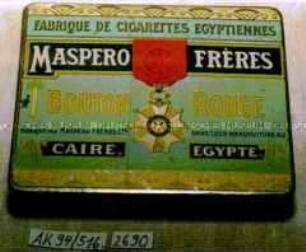 FABRIQUE DE CIGARETTES EGYPTIENNES
MASPERO FRÈRES
BOUTON ROUGE
CAIRE. EGYPTE.
AK 94/516. 2690